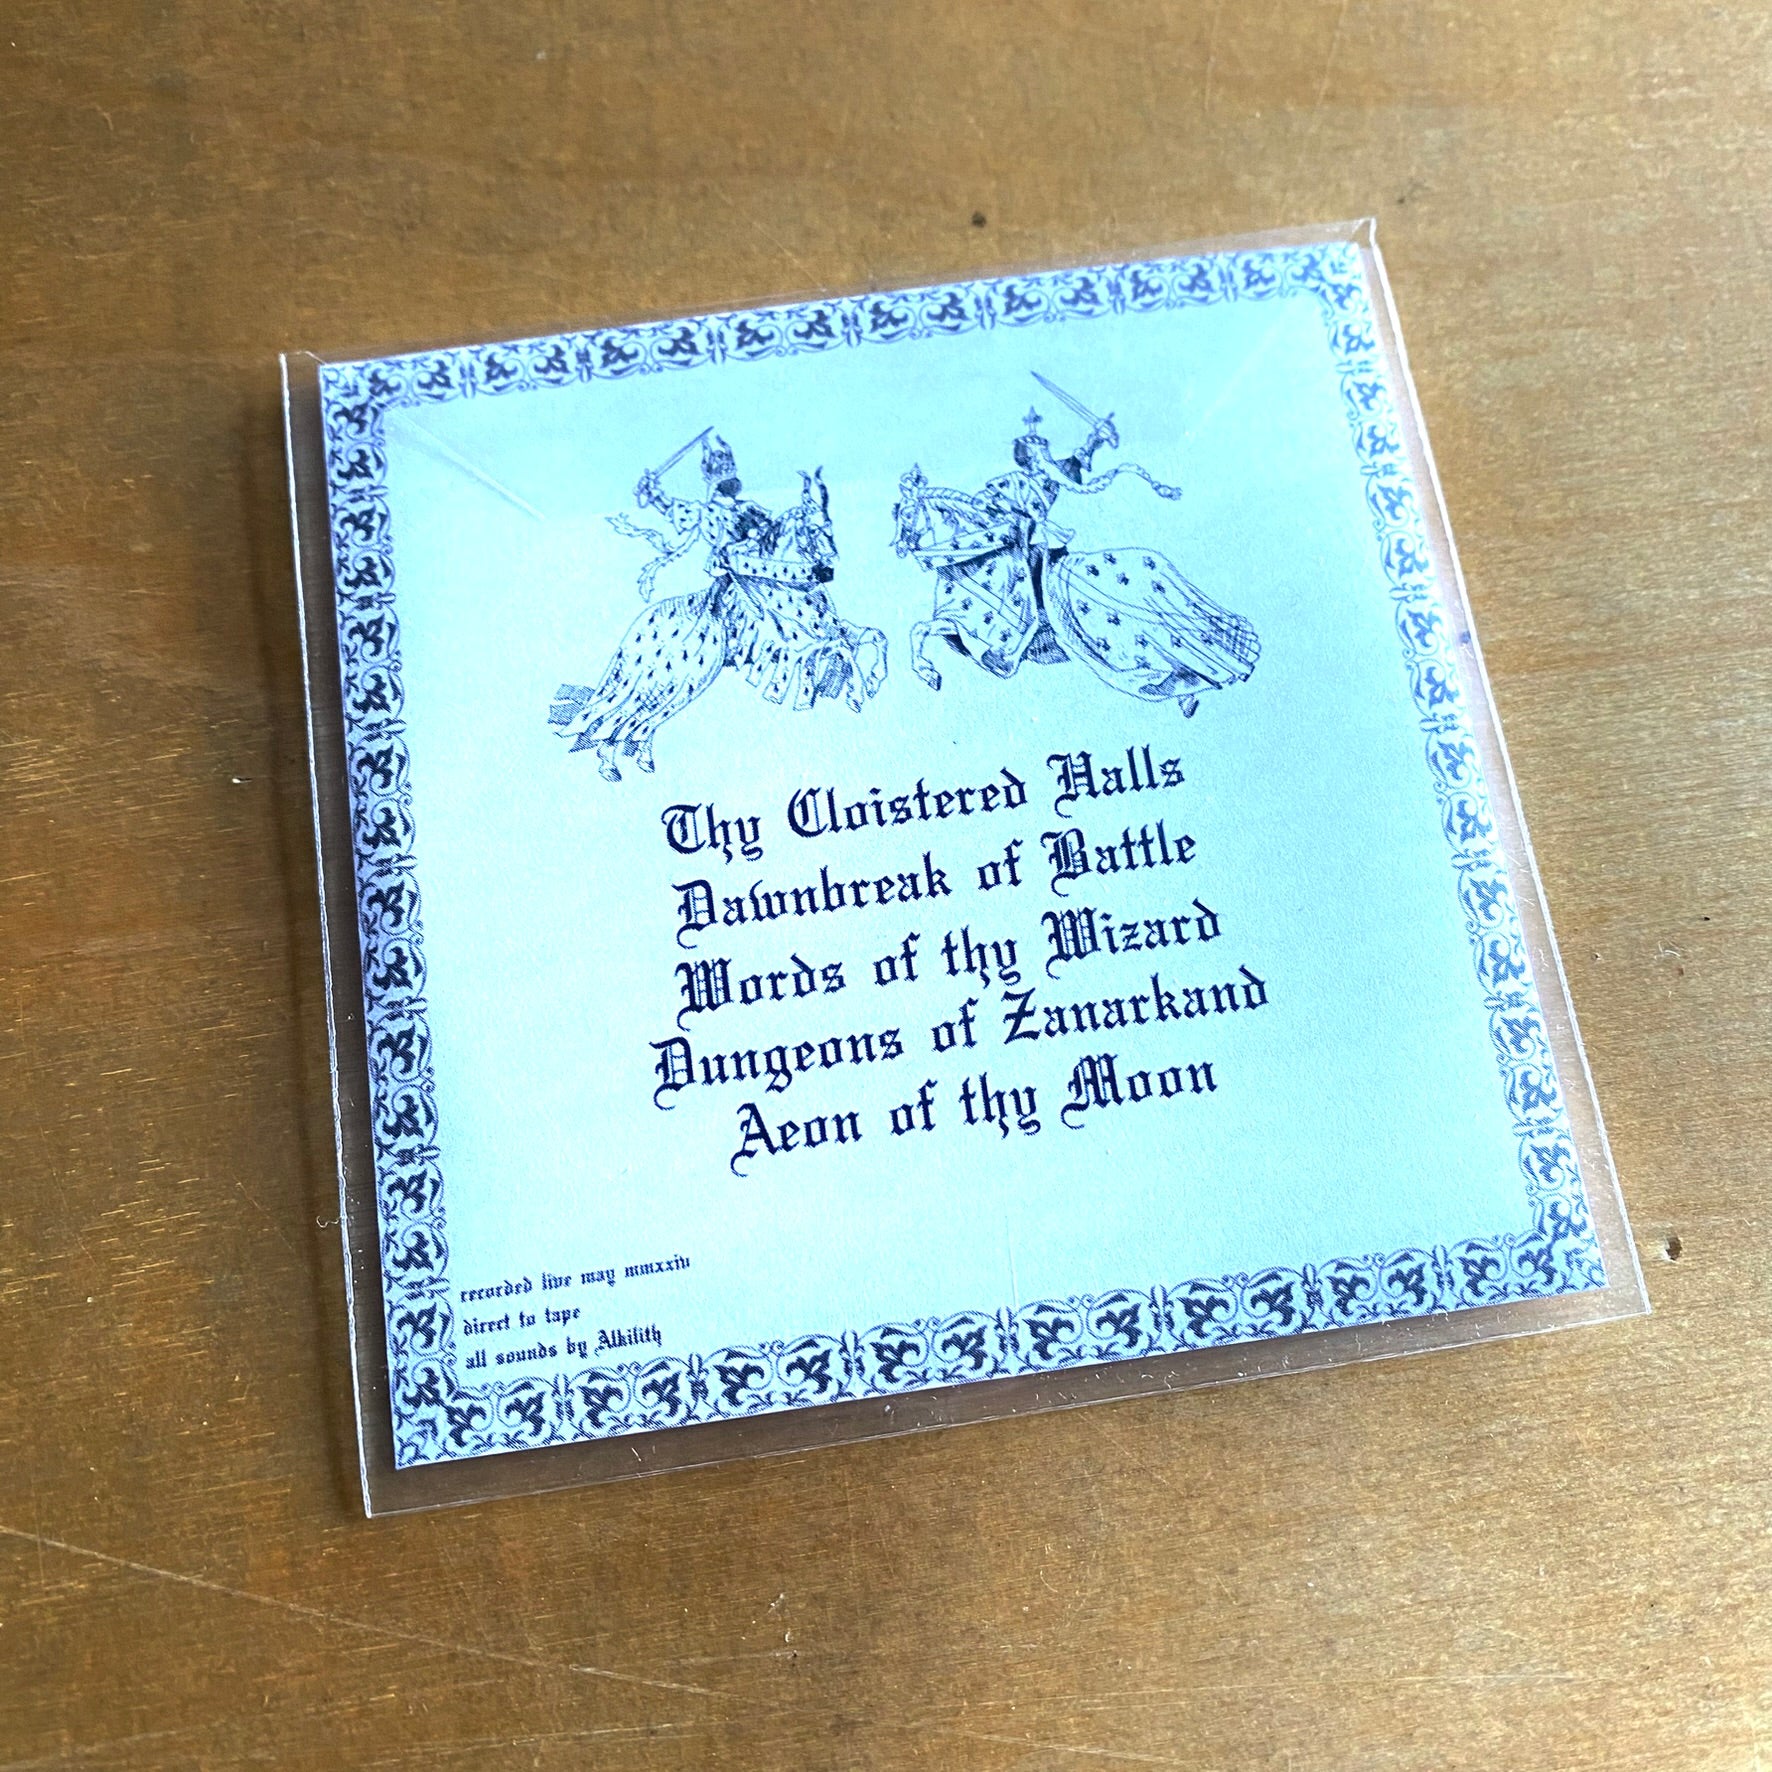 Thy Cloistered Halls
Dawnbreak of Battle
Words of thy Wizard
Dungeons of Zanarkand
Aeon of thy Moon
recorded live may mmxxiv
direct to tape
all sounds by Alkilith